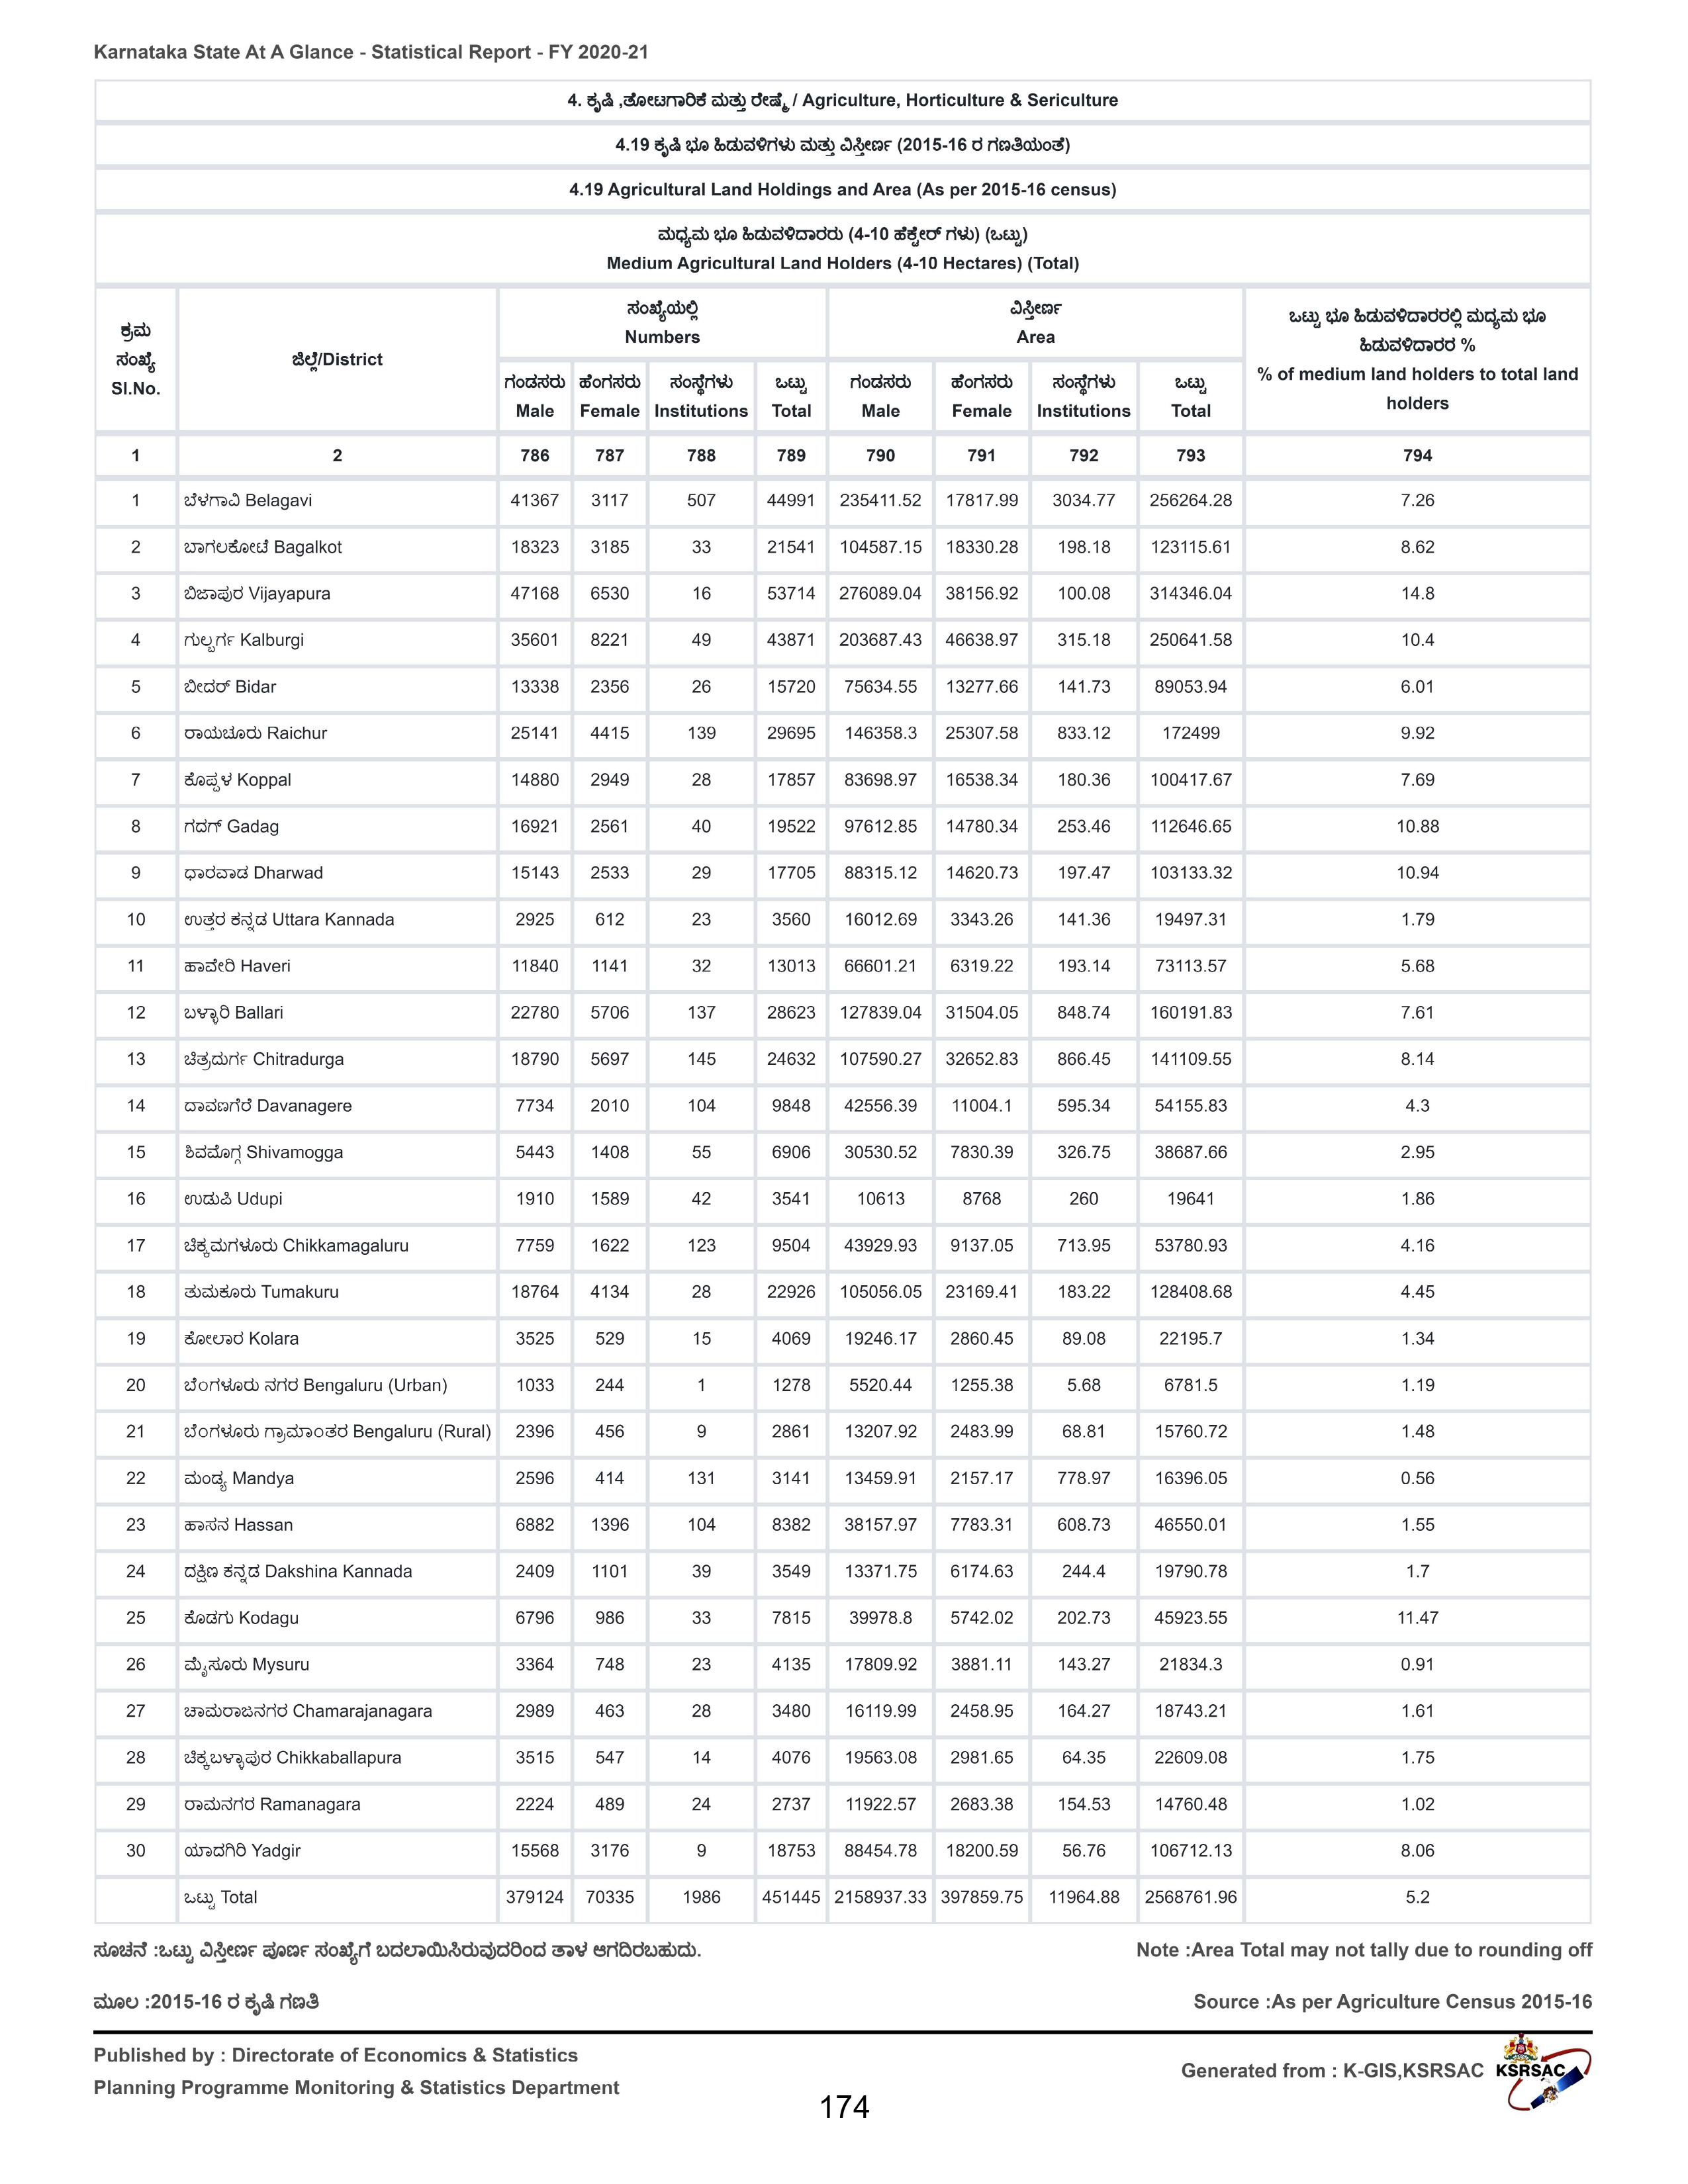 Karnataka State At A Glance - Statistical Report - FY 2020-21
4. ಕೃಷಿ ,ತೋಟಗಾರಿಕೆ ಮತ್ತು ರೇಷ್ಮೆ / Agriculture, Horticulture & Sericulture
4.19 ಕೃಷಿ ಭೂ ಹಿಡುವಳಿಗಳು ಮತ್ತು ವಿಸ್ತೀರ್ಣ (2015-16 ರ ಗಣತಿಯಂತೆ)
4.19 Agricultural Land Holdings and Area (As per 2015-16 census)
ಮಧ್ಯಮ ಭೂ ಹಿಡುವಳಿದಾರರು (4-10 ಹೆಕ್ಟೇರ್ ಗಳು) (ಒಟ್ಟು)
Medium Agricultural Land Holders (4-10 Hectares) (Total)
ಕ್ರಮ ಸಂಖ್ಯೆ Sl.No. ಜಿಲ್ಲೆ/District ಸಂಖ್ಯೆಯಲ್ಲಿ Numbers ವಿಸ್ತೀರ್ಣ Area ಒಟ್ಟು ಭೂ ಹಿಡುವಳಿದಾರರಲ್ಲಿ ಮದ್ಯಮ ಭೂ ಹಿಡುವಳಿದಾರರ % % of medium land holders to total land holders
ಗಂಡಸರು ಹೆಂಗಸರು ಸಂಸ್ಥೆಗಳು ಒಟ್ಟು ಗಂಡಸರು ಹೆಂಗಸರು ಸಂಸ್ಥೆಗಳು ಒಟ್ಟು
Male Female Institutions Total Male Female Institutions Total
1 2 786 787 788 789 790 791 792 793 794
1 ಬೆಳಗಾವಿ Belagavi 41367 3117 507 44991 235411.52 17817.99 3034.77 256264.28 7.26
2 ಬಾಗಲಕೋಟೆ Bagalkot 18323 3185 33 21541 104587.15 18330.28 198.18 123115.61 8.62
3 ಬಿಜಾಪುರ Vijayapura 47168 6530 16 53714 276089.04 38156.92 100.08 314346.04 14.8
4 ಗುಲ್ಬರ್ಗ Kalburgi 35601 8221 49 43871 203687.43 46638.97 315.18 250641.58 10.4
5 ಬೀದರ್ Bidar 13338 2356 26 15720 75634.55 13277.66 141.73 89053.94 6.01
6 ರಾಯಚೂರು Raichur 25141 4415 139 29695 146358.3 25307.58 833.12 172499 9.92
7 ಕೊಪ್ಪಳ Koppal 14880 2949 28 17857 83698.97 16538.34 180.36 100417.67 7.69
8 ಗದಗ್ Gadag 16921 2561 40 19522 97612.85 14780.34 253.46 112646.65 10.88
9 ಧಾರವಾಡ Dharwad 15143 2533 29 17705 88315.12 14620.73 197.47 103133.32 10.94
10 ಉತ್ತರ ಕನ್ನಡ Uttara Kannada 2925 612 23 3560 16012.69 3343.26 141.36 19497.31 1.79
11 ಹಾವೇರಿ Haveri 11840 1141 32 13013 66601.21 6319.22 193.14 73113.57 5.68
12 ಬಳ್ಳಾರಿ Ballari 22780 5706 137 28623 127839.04 31504.05 848.74 160191.83 7.61
13 ಚಿತ್ರದುರ್ಗ Chitradurga 18790 5697 145 24632 107590.27 32652.83 866.45 141109.55 8.14
14 ದಾವಣಗೆರೆ Davanagere 7734 2010 104 9848 42556.39 11004.1 595.34 54155.83 4.3
15 ಶಿವಮೊಗ್ಗ Shivamogga 5443 1408 55 6906 30530.52 7830.39 326.75 38687.66 2.95
16 ಉಡುಪಿ Udupi 1910 1589 42 3541 10613 8768 260 19641 1.86
17 ಚಿಕ್ಕಮಗಳೂರು Chikkamagaluru 7759 1622 123 9504 43929.93 9137.05 713.95 53780.93 4.16
18 ತುಮಕೂರು Tumakuru 18764 4134 28 22926 105056.05 23169.41 183.22 128408.68 4.45
19 ಕೋಲಾರ Kolara 3525 529 15 4069 19246.17 2860.45 89.08 22195.7 1.34
20 ಬೆಂಗಳೂರು ನಗರ Bengaluru (Urban) 1033 244 1 1278 5520.44 1255.38 5.68 6781.5 1.19
21 ಬೆಂಗಳೂರು ಗ್ರಾಮಾಂತರ Bengaluru (Rural) 2396 456 9 2861 13207.92 2483.99 68.81 15760.72 1.48
22 ಮಂಡ್ಯ Mandya 2596 414 131 3141 13459.91 2157.17 778.97 16396.05 0.56
23 ಹಾಸನ Hassan 6882 1396 104 8382 38157.97 7783.31 608.73 46550.01 1.55
24 ದಕ್ಷಿಣ ಕನ್ನಡ Dakshina Kannada 2409 1101 39 3549 13371.75 6174.63 244.4 19790.78 1.7
25 ಕೊಡಗು Kodagu 6796 986 33 7815 39978.8 5742.02 202.73 45923.55 11.47
26 ಮೈಸೂರು Mysuru 3364 748 23 4135 17809.92 3881.11 143.27 21834.3 0.91
27 ಚಾಮರಾಜನಗರ Chamarajanagara 2989 463 28 3480 16119.99 2458.95 164.27 18743.21 1.61
28 ಚಿಕ್ಕಬಳ್ಳಾಪುರ Chikkaballapura 3515 547 14 4076 19563.08 2981.65 64.35 22609.08 1.75
29 ರಾಮನಗರ Ramanagara 2224 489 24 2737 11922.57 2683.38 154.53 14760.48 1.02
30 ಯಾದಗಿರಿ Yadgir 15568 3176 9 18753 88454.78 18200.59 56.76 106712.13 8.06
ಒಟ್ಟು Total 379124 70335 1986 451445 2158937.33 397859.75 11964.88 2568761.96 5.2
ಸೂಚನೆ :ಒಟ್ಟು ವಿಸ್ತೀರ್ಣ ಪೂರ್ಣ ಸಂಖ್ಯೆಗೆ ಬದಲಾಯಿಸಿರುವುದರಿಂದ ತಾಳ ಆಗದಿರಬಹುದು. Note :Area Total may not tally due to rounding off
ಮೂಲ :2015-16 ರ ಕೃಷಿ ಗಣತಿ Source :As per Agriculture Census 2015-16
Published by : Directorate of Economics & Statistics
Planning Programme Monitoring & Statistics Department
Generated from : K-GIS,KSRSAC KSRSAC
174